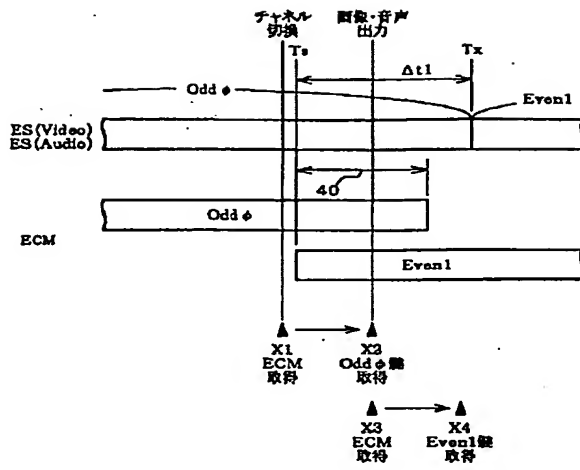 チャネル
切換
画像・音声
出力
Ts
Tx
Δt1
Odd φ
Even1
ES(Video)
ES(Audio)
40
Odd φ
ECM
Even1
X1
ECM
取得
X2
Odd φ鍵
取得
X3
ECM
取得
X4
Even1鍵
取得